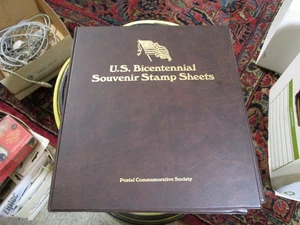 U.S. Bicentennial
Souvenir Stamp Sheets
Postal Commemorative Society